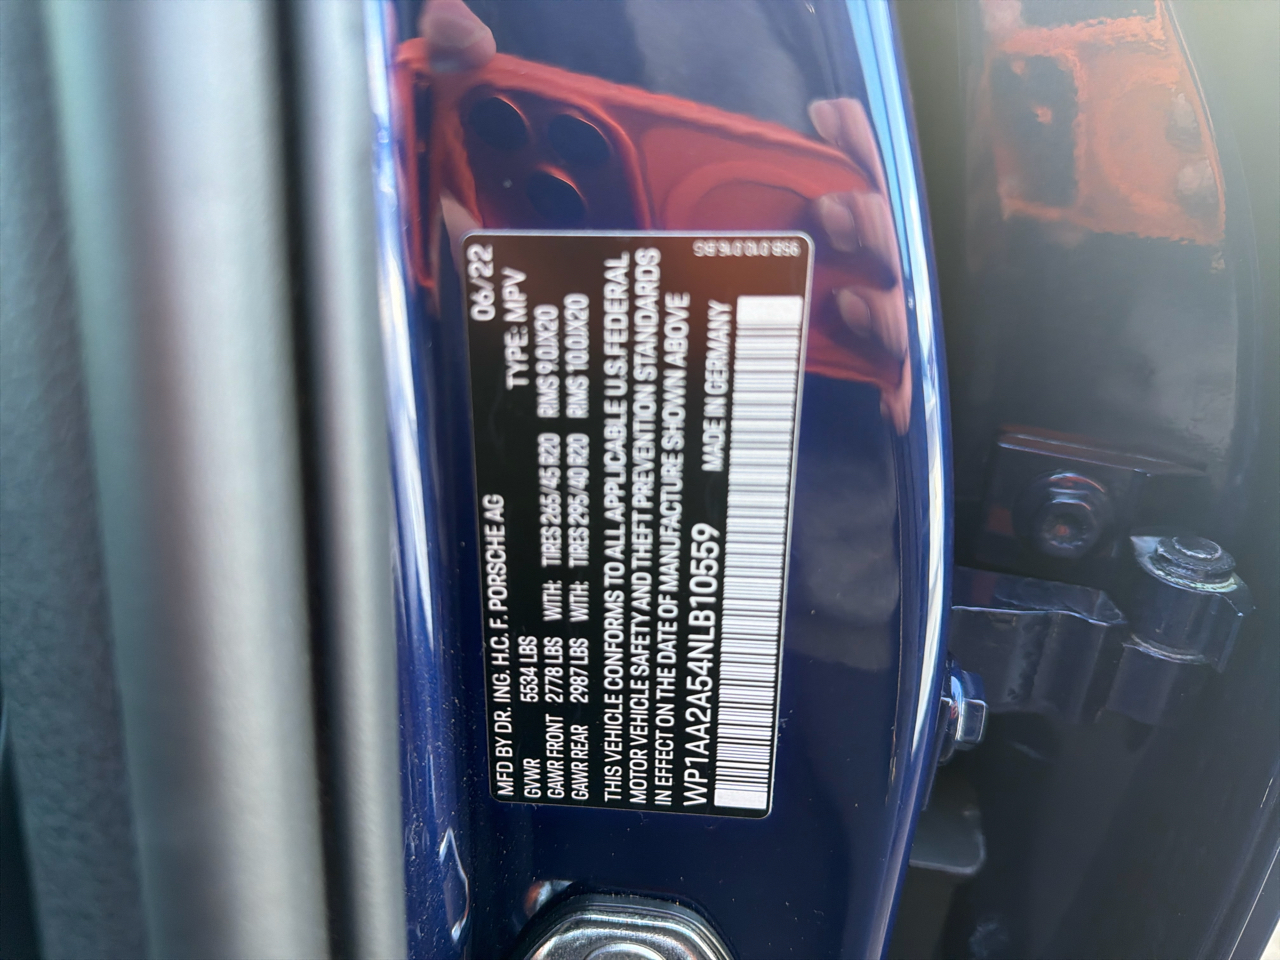 MFD BY DR. ING. H.C. F. PORSCHE AG 06/22
GVWR 5534 LBS TYPE: MPV
GAWR FRONT 2778 LBS WITH: TIRES 265/45 R20 RIMS 9.0JX20
GAWR REAR 2987 LBS WITH: TIRES 295/40 R20 RIMS 10.0JX20
THIS VEHICLE CONFORMS TO ALL APPLICABLE U.S. FEDERAL
MOTOR VEHICLE SAFETY AND THEFT PREVENTION STANDARDS
IN EFFECT ON THE DATE OF MANUFACTURE SHOWN ABOVE
WP1AA2A54NLB10559 MADE IN GERMANY